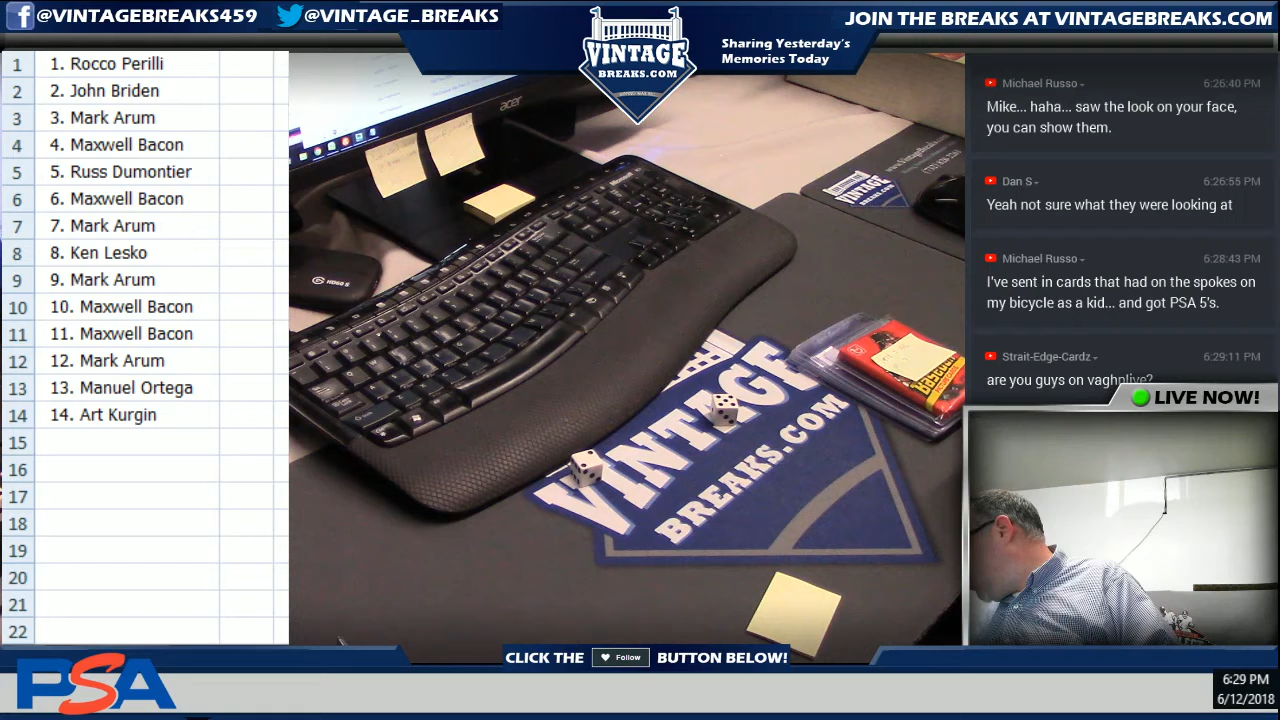 @VINTAGEBREAKS459
@VINTAGE_BREAKS
VINTAGE
BREAKS.COM
Sharing Yesterday's
Memories Today
JOIN THE BREAKS AT VINTAGEBREAKS.COM
1 1. Rocco Perilli
2 2. John Briden
3 3. Mark Arum
4 4. Maxwell Bacon
5 5. Russ Dumontier
6 6. Maxwell Bacon
7 7. Mark Arum
8 8. Ken Lesko
9 9. Mark Arum
10 10. Maxwell Bacon
11 11. Maxwell Bacon
12 12. Mark Arum
13 13. Manuel Ortega
14 14. Art Kurgin
15
16
17
18
19
20
21
22
acer
VINTAGE
BREAKS.COM
Michael Russo 6:26:40 PM
Mike... haha... saw the look on your face,
you can show them.
Dan S 6:26:55 PM
Yeah not sure what they were looking at
Michael Russo 6:28:43 PM
I've sent in cards that had on the spokes on
my bicycle as a kid... and got PSA 5's.
Strait-Edge-Cardz 6:29:11 PM
are you guys on vaghnlive?
LIVE NOW!
CLICK THE Follow BUTTON BELOW!
PSA
6:29 PM
6/12/2018